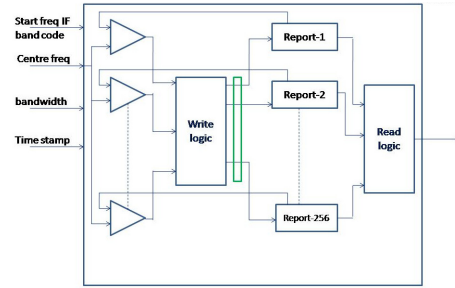 Start freq IF
band code
Centre freq
bandwidth
Time stamp
Write
logic
Report-1
Report-2
Report-256
Read
logic